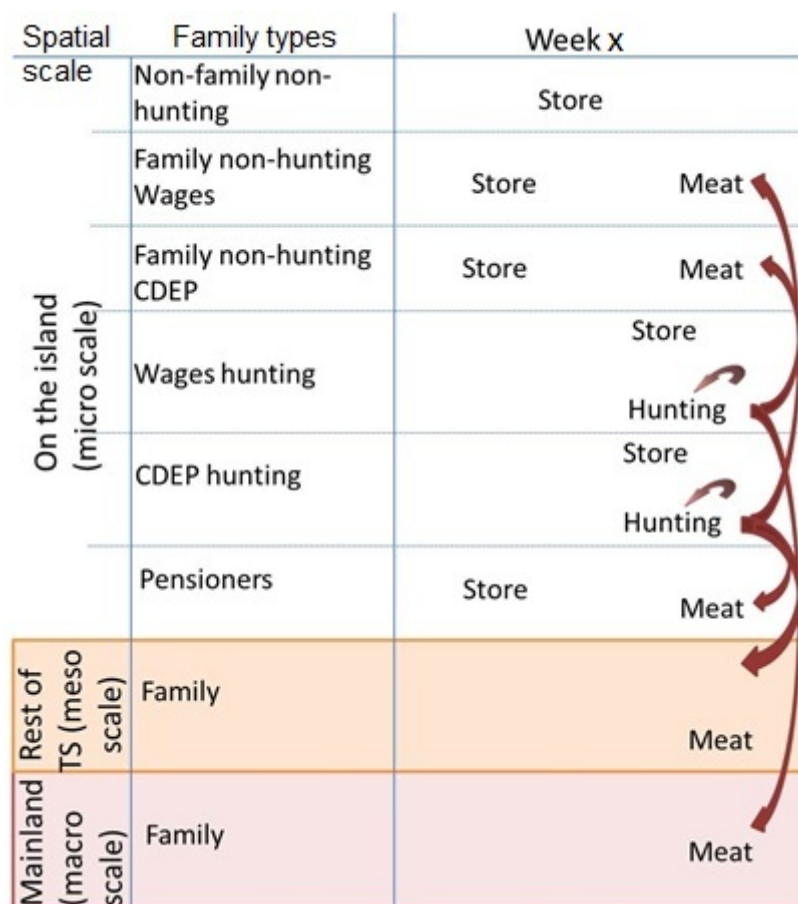 Spatial scale
Family types
Week x
Non-family non-
hunting
Store
Family non-hunting
Wages
Store
Meat
Family non-hunting
CDEP
Store
Meat
On the island
(micro scale)
Store
Wages hunting
Hunting
Store
CDEP hunting
Hunting
Pensioners
Store
Meat
Rest of
TS (meso
scale)
Family
Meat
Mainland
(macro
scale)
Family
Meat